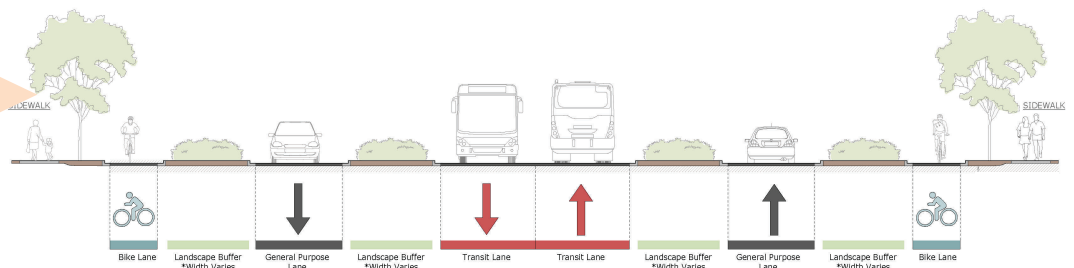 SIDEWALK
SIDEWALK
Bike Lane
Landscape Buffer
*Width Varies
General Purpose
Lane
Landscape Buffer
*Width Varies
Transit Lane
Transit Lane
Landscape Buffer
*Width Varies
General Purpose
Lane
Landscape Buffer
*Width Varies
Bike Lane